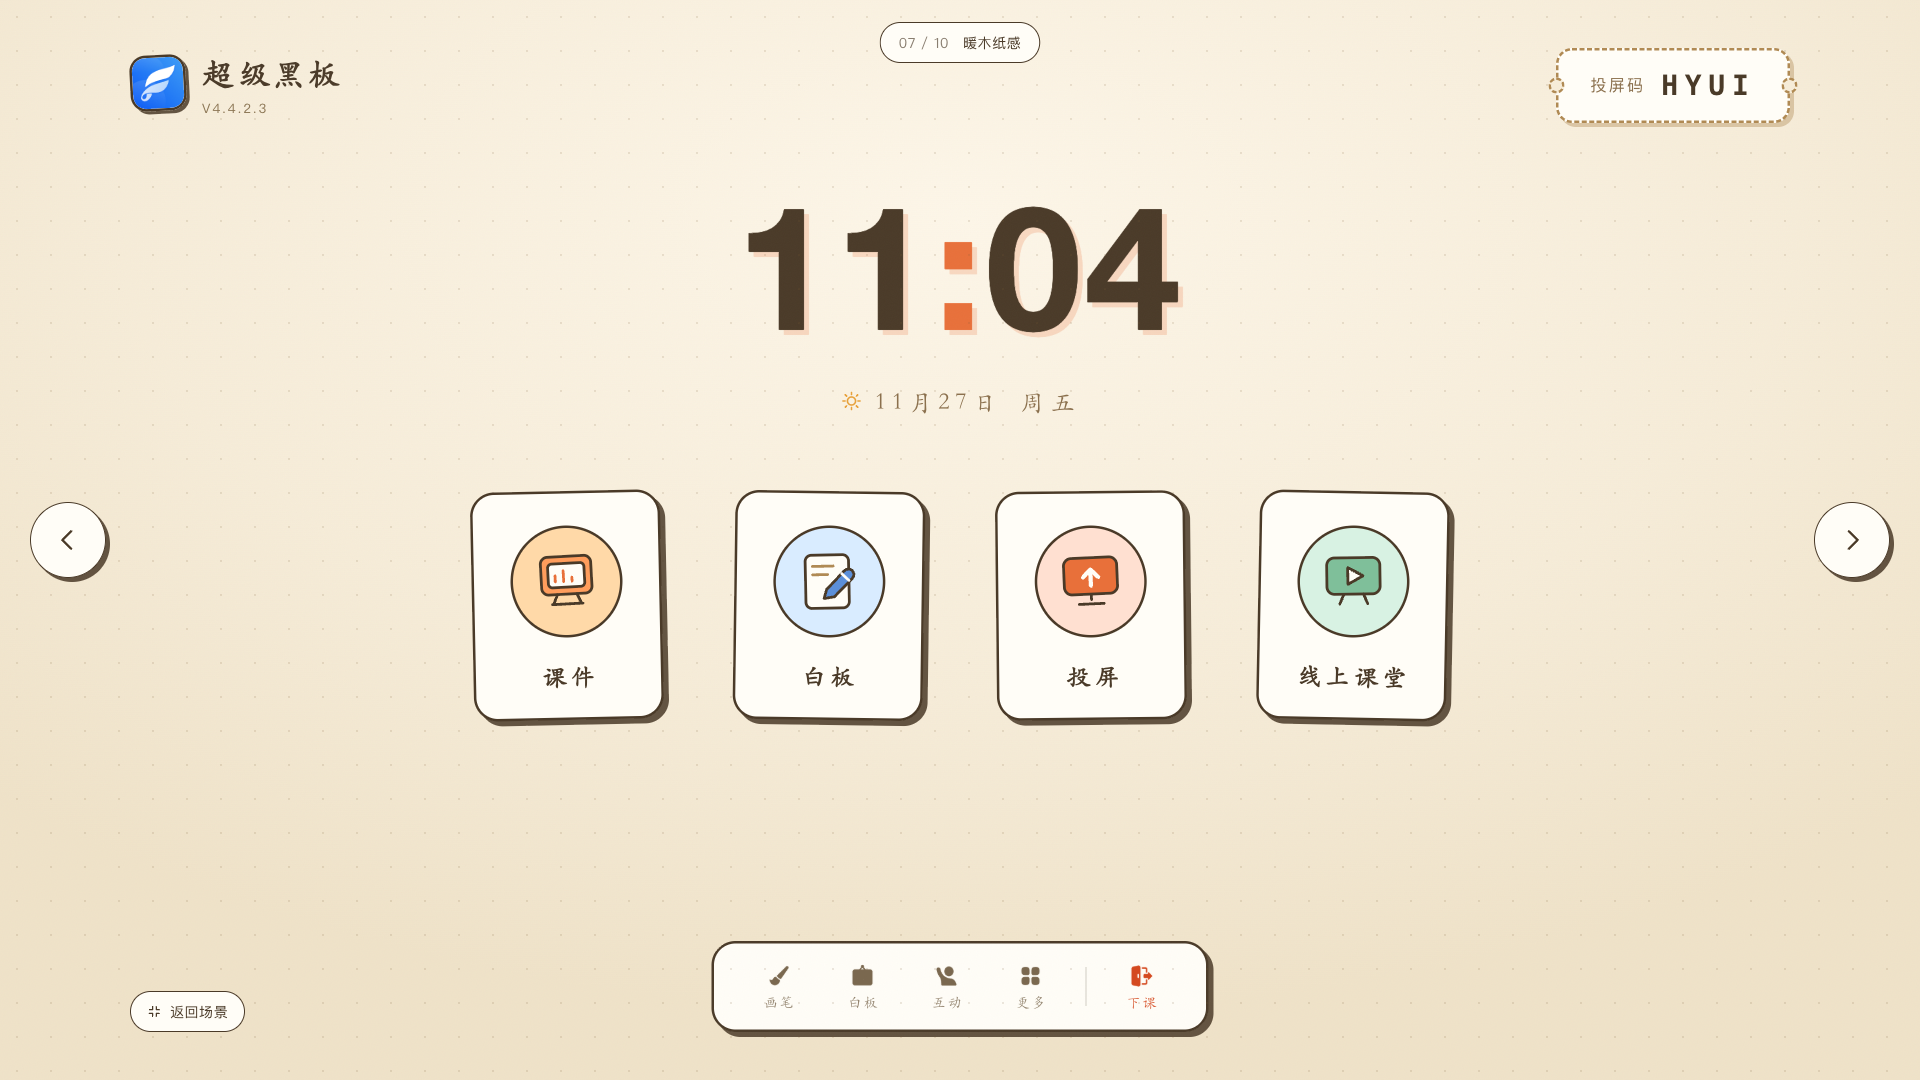 07 / 10 暖木纸感
超级黑板
V4.4.2.3
投屏码 HYUI
11:04
11月27日 周五
课件
白板
投屏
线上课堂
画笔
白板
互动
更多
下课
返回场景